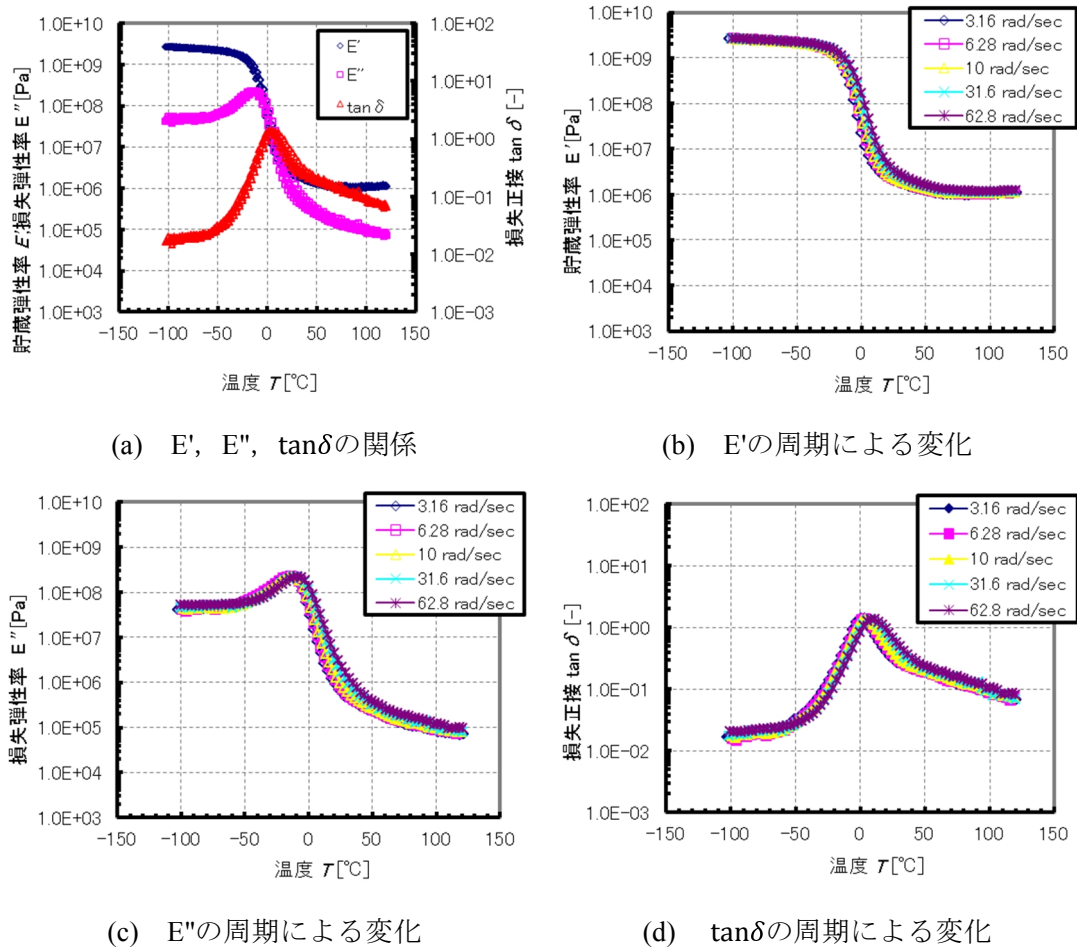 貯蔵弾性率 E'損失弾性率 E″ [Pa]
1.0E+10
1.0E+09
1.0E+08
1.0E+07
1.0E+06
1.0E+05
1.0E+04
1.0E+03
1.0E+02
1.0E+01
1.0E+00
1.0E-01
1.0E-02
1.0E-03
損失正接 tan δ [-]
E'
E″
tan δ
-150 -100 -50 0 50 100 150
温度 T[℃]
(a) E', E", tanδの関係
貯蔵弾性率 E' [Pa]
1.0E+10
1.0E+09
1.0E+08
1.0E+07
1.0E+06
1.0E+05
1.0E+04
1.0E+03
3.16 rad/sec
6.28 rad/sec
10 rad/sec
31.6 rad/sec
62.8 rad/sec
-150 -100 -50 0 50 100 150
温度 T[℃]
(b) E'の周期による変化
損失弾性率 E″ [Pa]
1.0E+10
1.0E+09
1.0E+08
1.0E+07
1.0E+06
1.0E+05
1.0E+04
1.0E+03
3.16 rad/sec
6.28 rad/sec
10 rad/sec
31.6 rad/sec
62.8 rad/sec
-150 -100 -50 0 50 100 150
温度 T[℃]
(c) E"の周期による変化
損失正接 tan δ [-]
1.0E+02
1.0E+01
1.0E+00
1.0E-01
1.0E-02
1.0E-03
3.16 rad/sec
6.28 rad/sec
10 rad/sec
31.6 rad/sec
62.8 rad/sec
-150 -100 -50 0 50 100 150
温度 T[℃]
(d) tanδの周期による変化